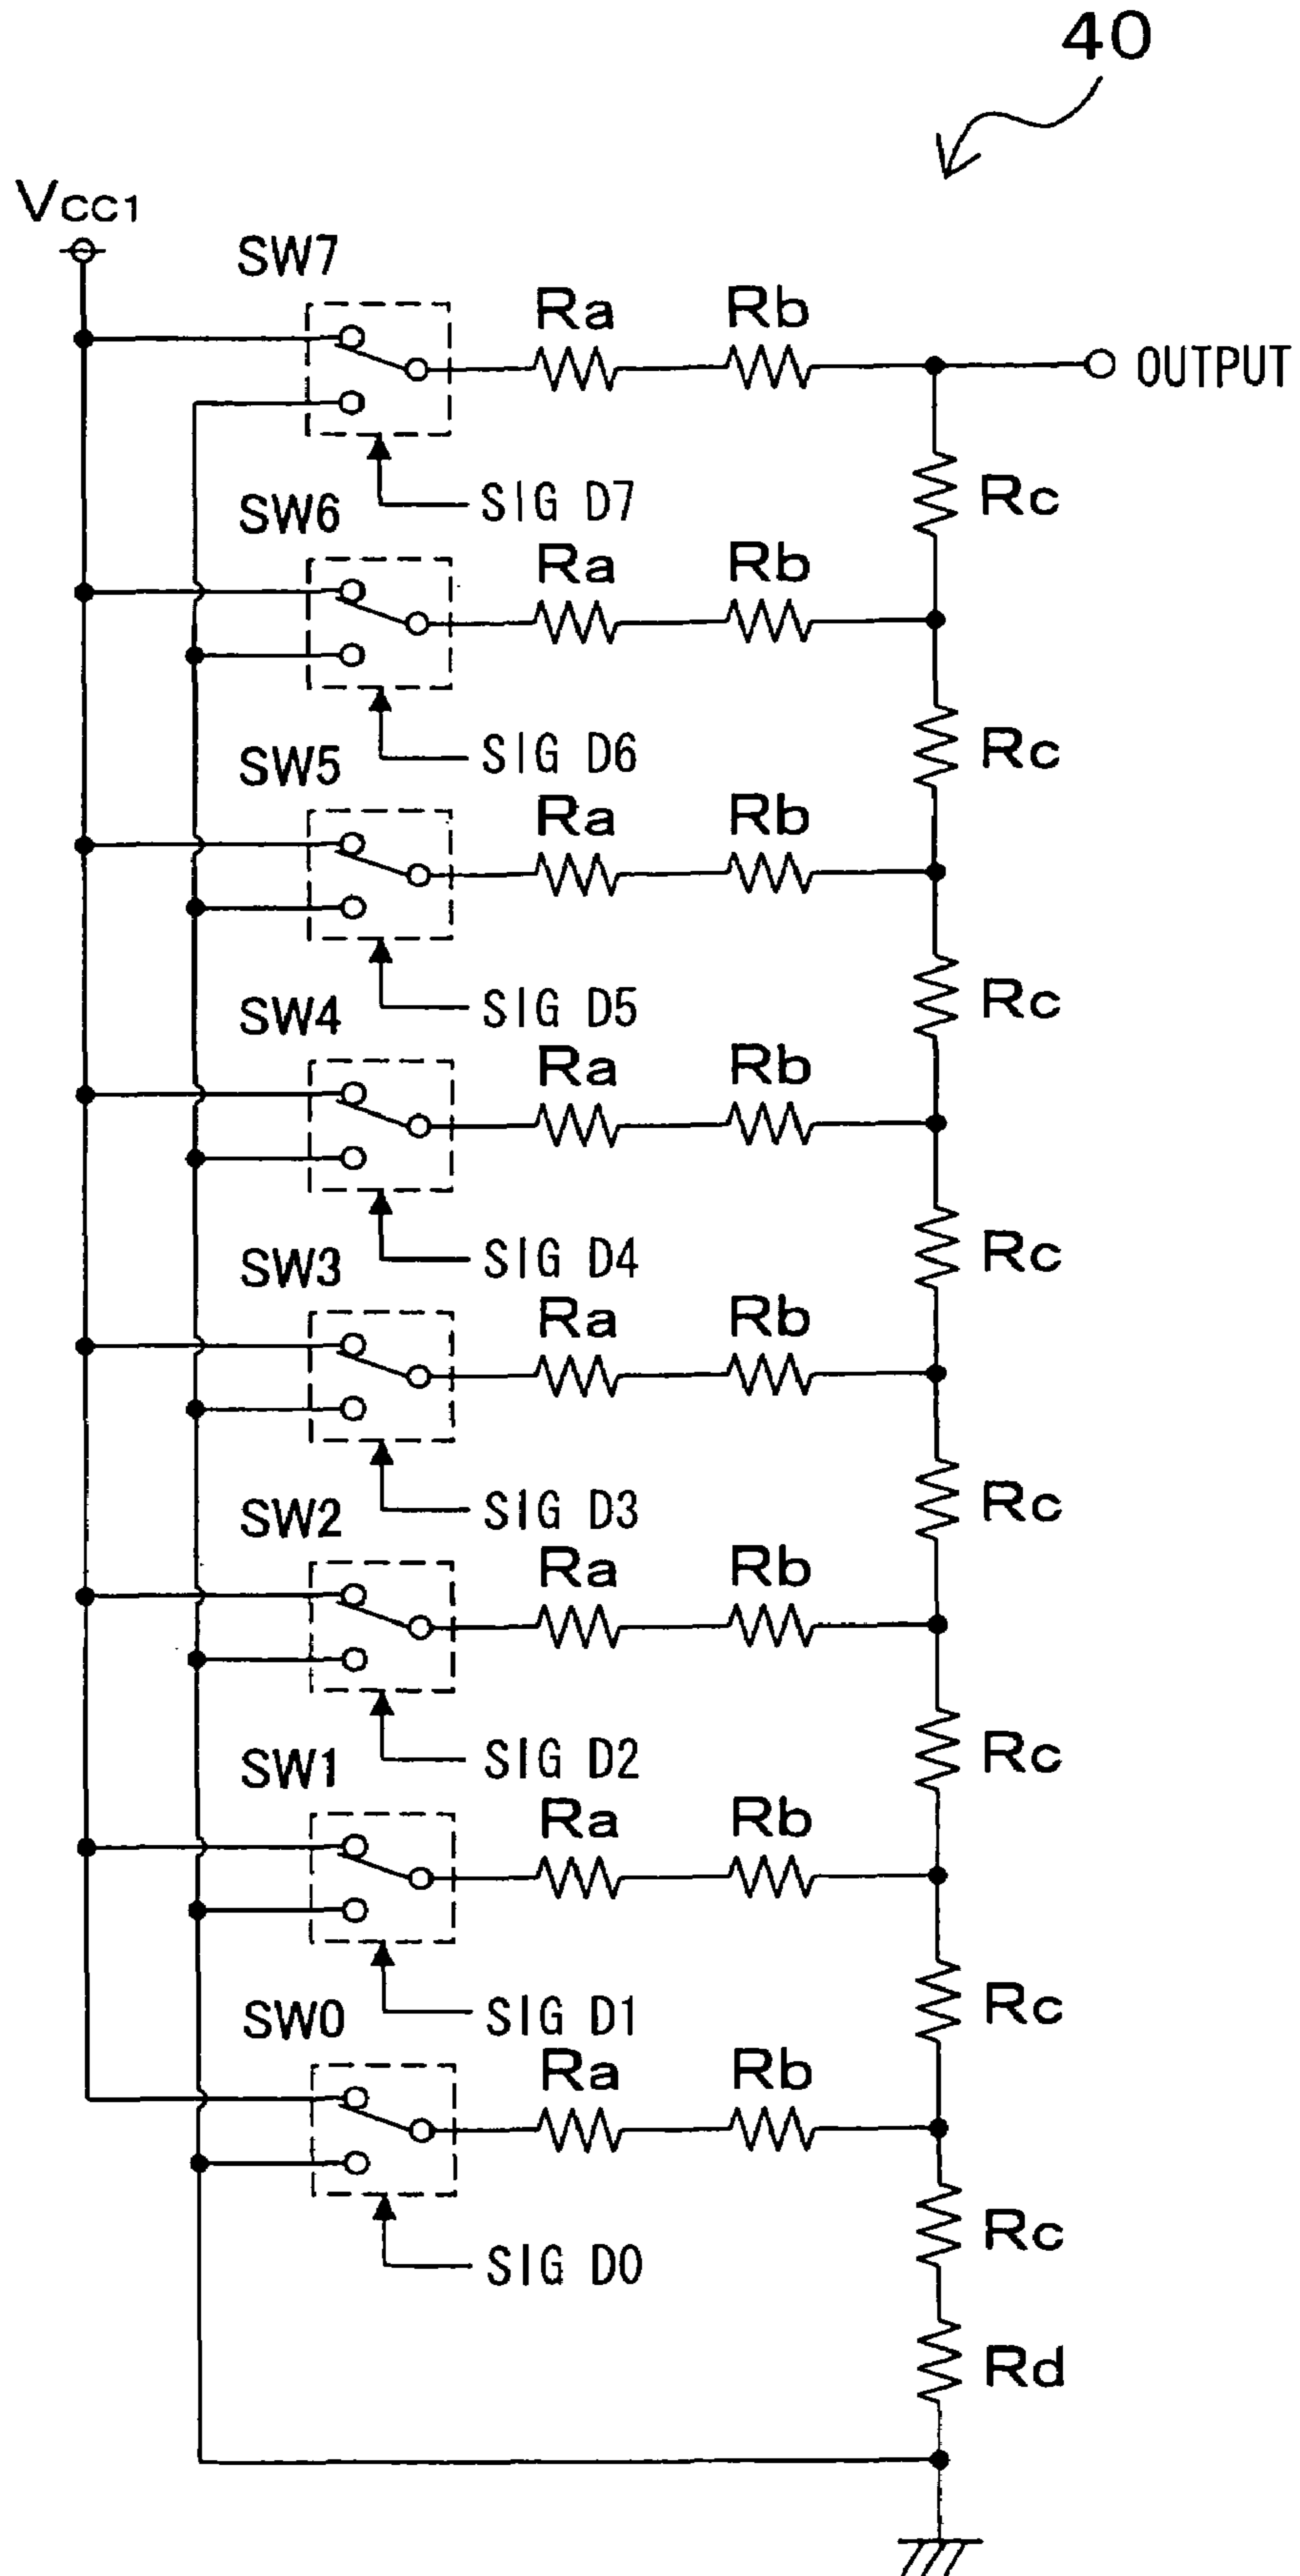 40
Vcc1
SW7
Ra Rb
OUTPUT
Rc
SIG D7
SW6
Ra Rb
Rc
SIG D6
SW5
Ra Rb
Rc
SIG D5
SW4
Ra Rb
Rc
SIG D4
SW3
Ra Rb
Rc
SIG D3
SW2
Ra Rb
Rc
SIG D2
SW1
Ra Rb
Rc
SIG D1
SW0
Ra Rb
Rc
SIG D0
Rd